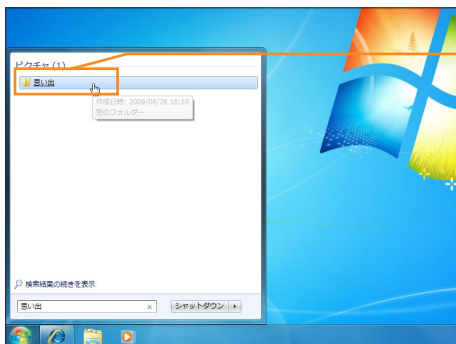 ピクチャ (1)
思い出
作成日時: 2009/08/28 18:10
空のフォルダー
検索結果の続きを表示
思い出
シャットダウン